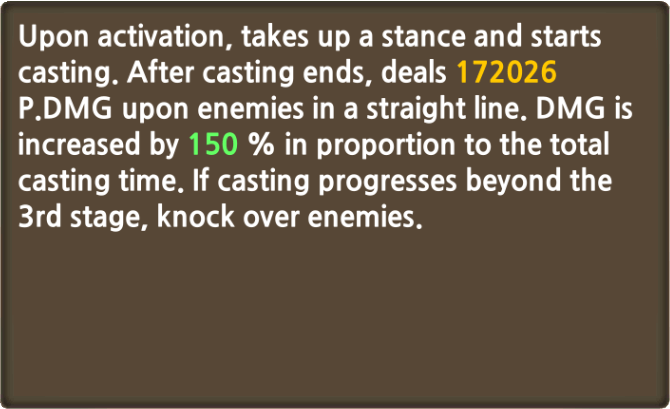 Upon activation, takes up a stance and starts
casting. After casting ends, deals 172026
P.DMG upon enemies in a straight line. DMG is
increased by 150 % in proportion to the total
casting time. If casting progresses beyond the
3rd stage, knock over enemies.